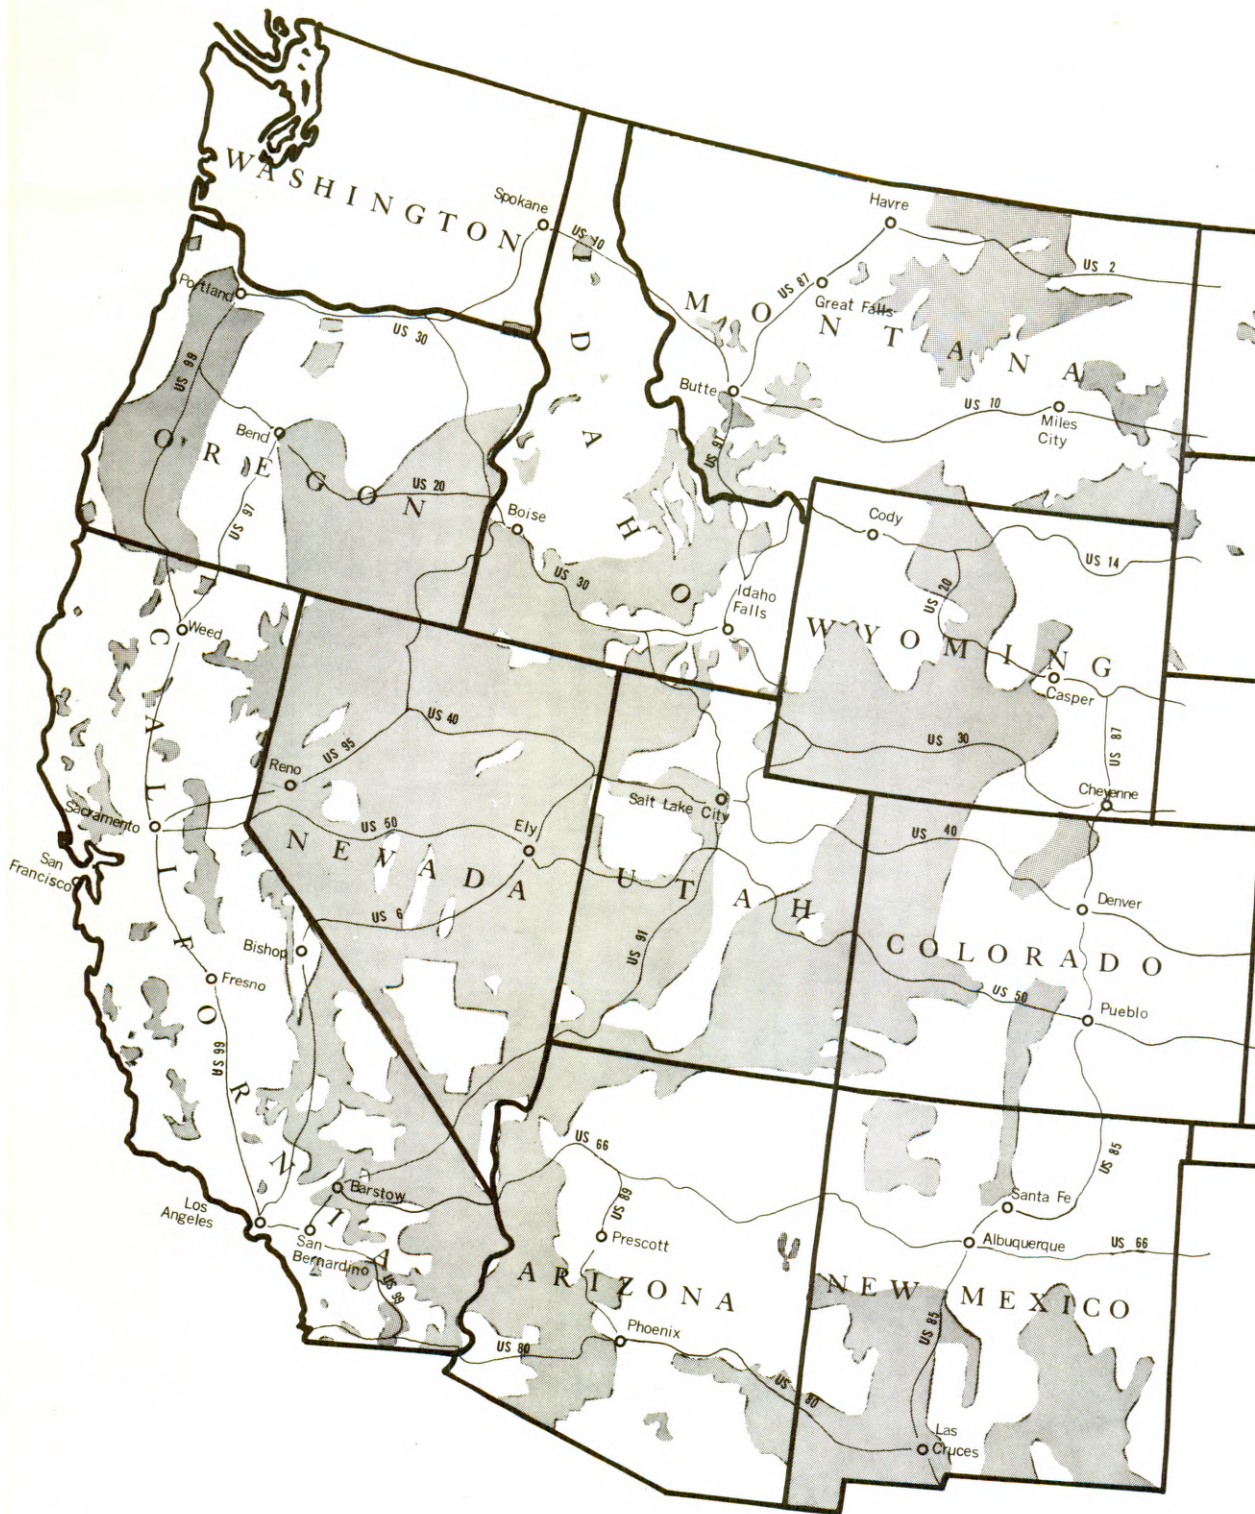 WASHINGTON
Spokane
US 10
Havre
US 2
IDAHO
MONTANA
US 87
Great Falls
Portland
US 30
US 99
Butte
US 10
Miles
City
US 91
OREGON
Bend
US 20
US 97
Boise
Cody
US 14
US 30
Idaho
Falls
US 20
WYOMING
Casper
Weed
CALIFORNIA
US 40
US 95
US 30
US 87
Reno
Salt Lake City
Cheyenne
Sacramento
US 50
Ely
US 40
NEVADA
UTAH
San
Francisco
Denver
US 6
Bishop
US 91
COLORADO
Fresno
US 50
Pueblo
US 99
US 66
US 85
US 89
Barstow
Santa Fe
Los
Angeles
San
Bernardino
Prescott
Albuquerque
US 66
ARIZONA
NEW MEXICO
US 99
US 85
US 80
Phoenix
US 80
Las
Cruces